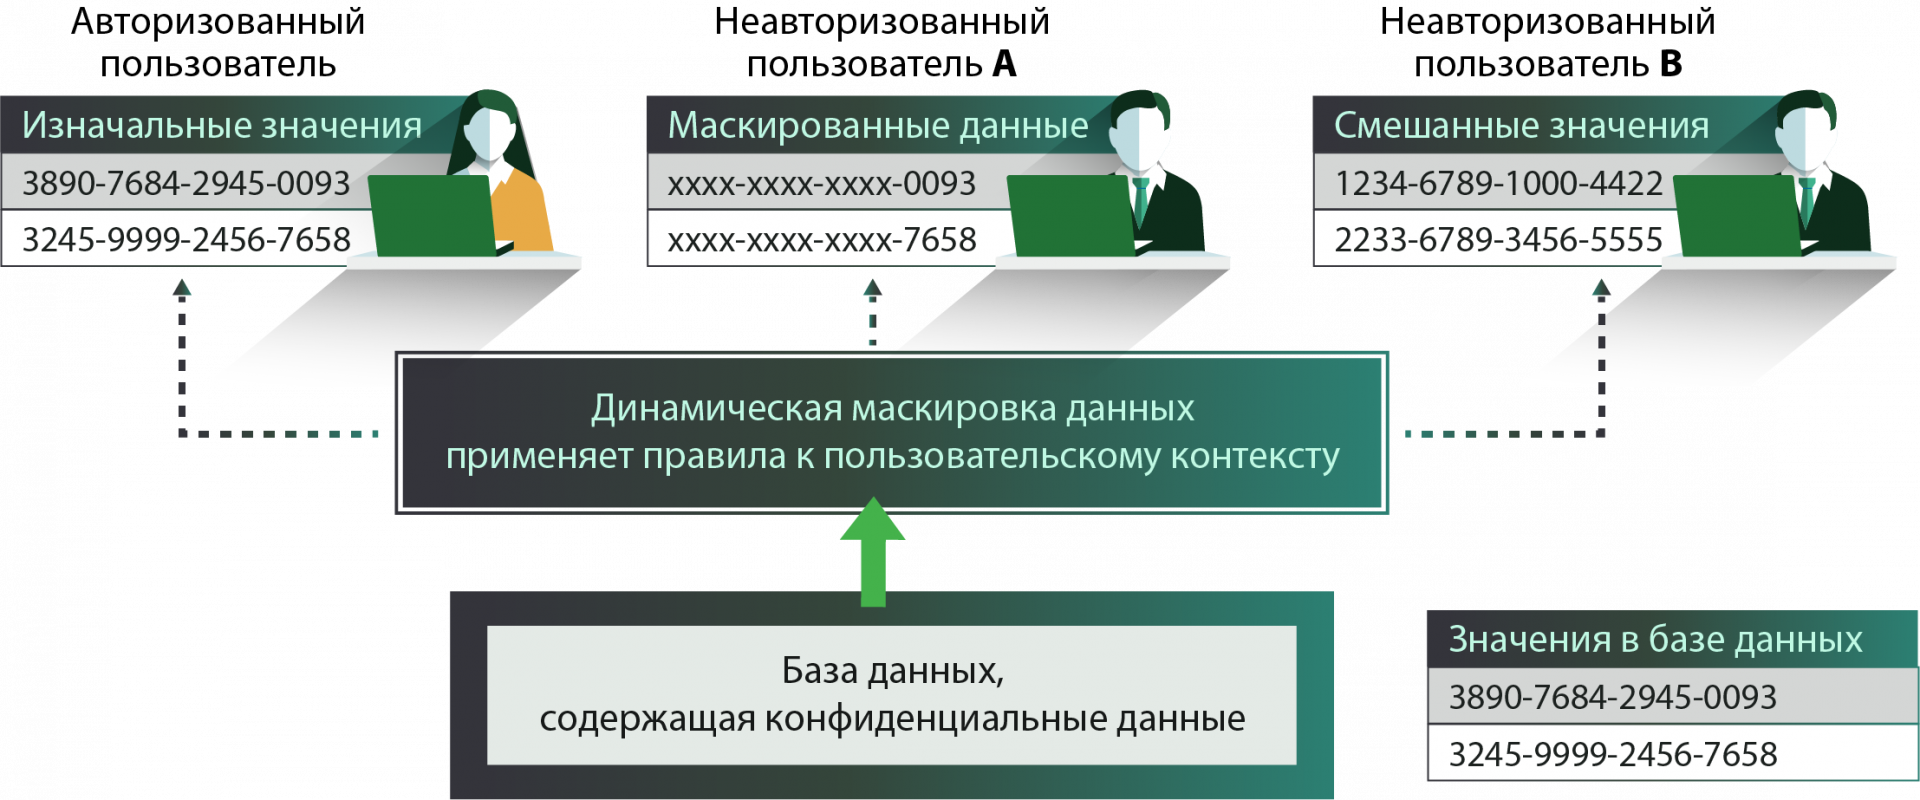 Авторизованный
пользователь
Изначальные значения
3890-7684-2945-0093
3245-9999-2456-7658
Неавторизованный
пользователь A
Маскированные данные
xxxx-xxxx-xxxx-0093
xxxx-xxxx-xxxx-7658
Неавторизованный
пользователь B
Смешанные значения
1234-6789-1000-4422
2233-6789-3456-5555
Динамическая маскировка данных
применяет правила к пользовательскому контексту
База данных,
содержащая конфиденциальные данные
Значения в базе данных
3890-7684-2945-0093
3245-9999-2456-7658